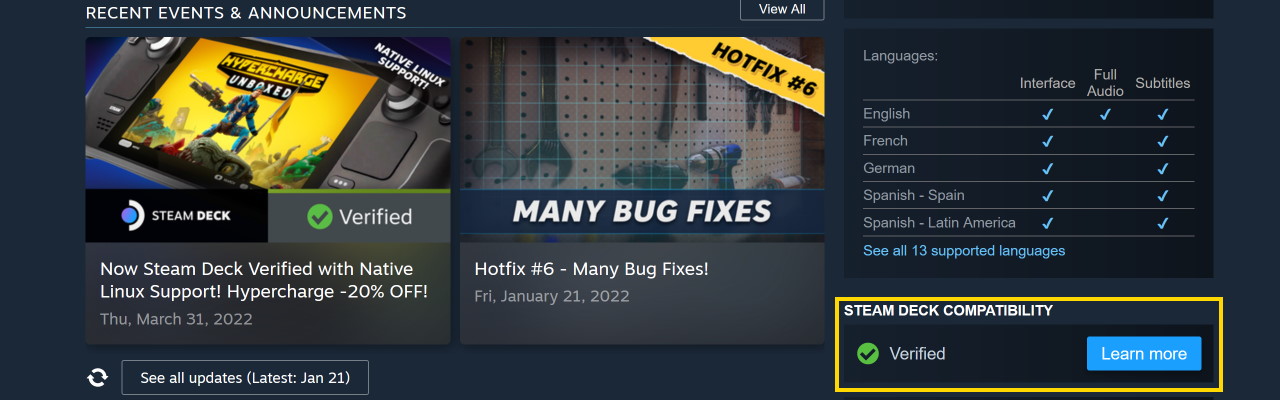 RECENT EVENTS & ANNOUNCEMENTS
View All
NATIVE LINUX
SUPPORT!
HYPERCHARGE
UNBOXED
STEAM DECK
Verified
Now Steam Deck Verified with Native
Linux Support! Hypercharge -20% OFF!
Thu, March 31, 2022
HOTFIX #6
MANY BUG FIXES
Hotfix #6 - Many Bug Fixes!
Fri, January 21, 2022
See all updates (Latest: Jan 21)
Languages:
Interface
Full
Audio
Subtitles
English
French
German
Spanish - Spain
Spanish - Latin America
See all 13 supported languages
STEAM DECK COMPATIBILITY
Verified
Learn more